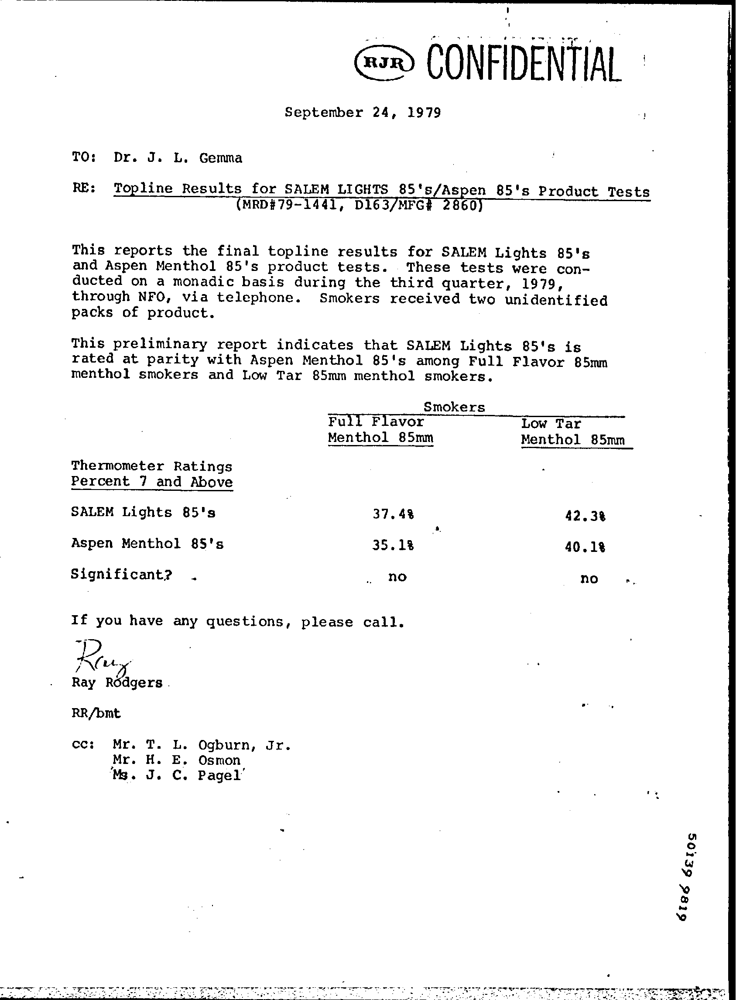 RJR CONFIDENTIAL
September 24, 1979
TO: Dr. J. L. Gemma
RE: Topline Results for SALEM LIGHTS 85's/Aspen 85's Product Tests
(MRD#79-1441, D163/MFG# 2860)
This reports the final topline results for SALEM Lights 85's
and Aspen Menthol 85's product tests. These tests were con-
ducted on a monadic basis during the third quarter, 1979,
through NFO, via telephone. Smokers received two unidentified
packs of product.
This preliminary report indicates that SALEM Lights 85's is
rated at parity with Aspen Menthol 85's among Full Flavor 85mm
menthol smokers and Low Tar 85mm menthol smokers.
Smokers
Full Flavor Low Tar
Menthol 85mm Menthol 85mm
Thermometer Ratings
Percent 7 and Above
SALEM Lights 85's 37.4% 42.3%
Aspen Menthol 85's 35.1% 40.1%
Significant? no no
If you have any questions, please call.
Ray
Ray Rodgers
RR/bmt
cc: Mr. T. L. Ogburn, Jr.
Mr. H. E. Osmon
Ms. J. C. Pagel
50139 9819